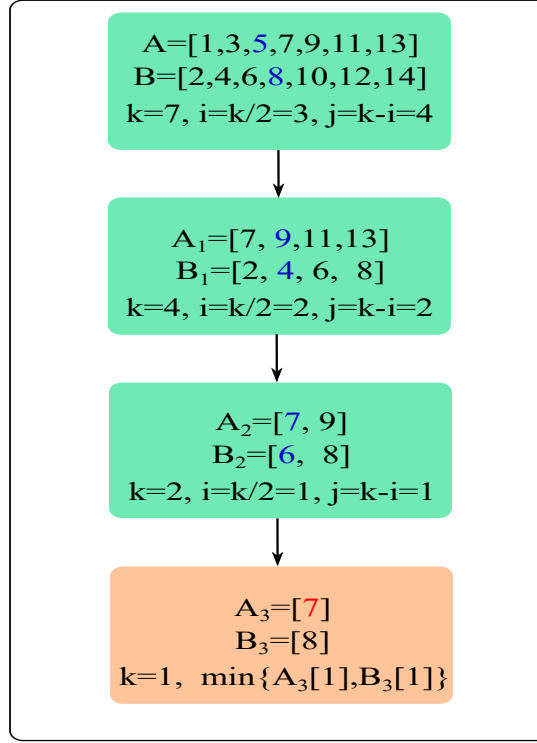 A=[1,3,5,7,9,11,13]
B=[2,4,6,8,10,12,14]
k=7, i=k/2=3, j=k-i=4
A₁=[7, 9,11,13]
B₁=[2, 4, 6, 8]
k=4, i=k/2=2, j=k-i=2
A₂=[7, 9]
B₂=[6, 8]
k=2, i=k/2=1, j=k-i=1
A₃=[7]
B₃=[8]
k=1, min{A₃[1],B₃[1]}